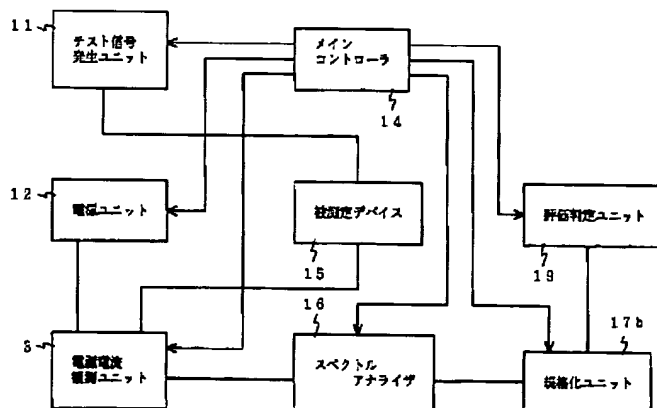 11
テスト信号
発生ユニット
メイン
コントローラ
14
12
電源ユニット
被測定デバイス
15
評価判定ユニット
19
16
17b
8
電源電流
観測ユニット
スペクトル
アナライザ
規格化ユニット